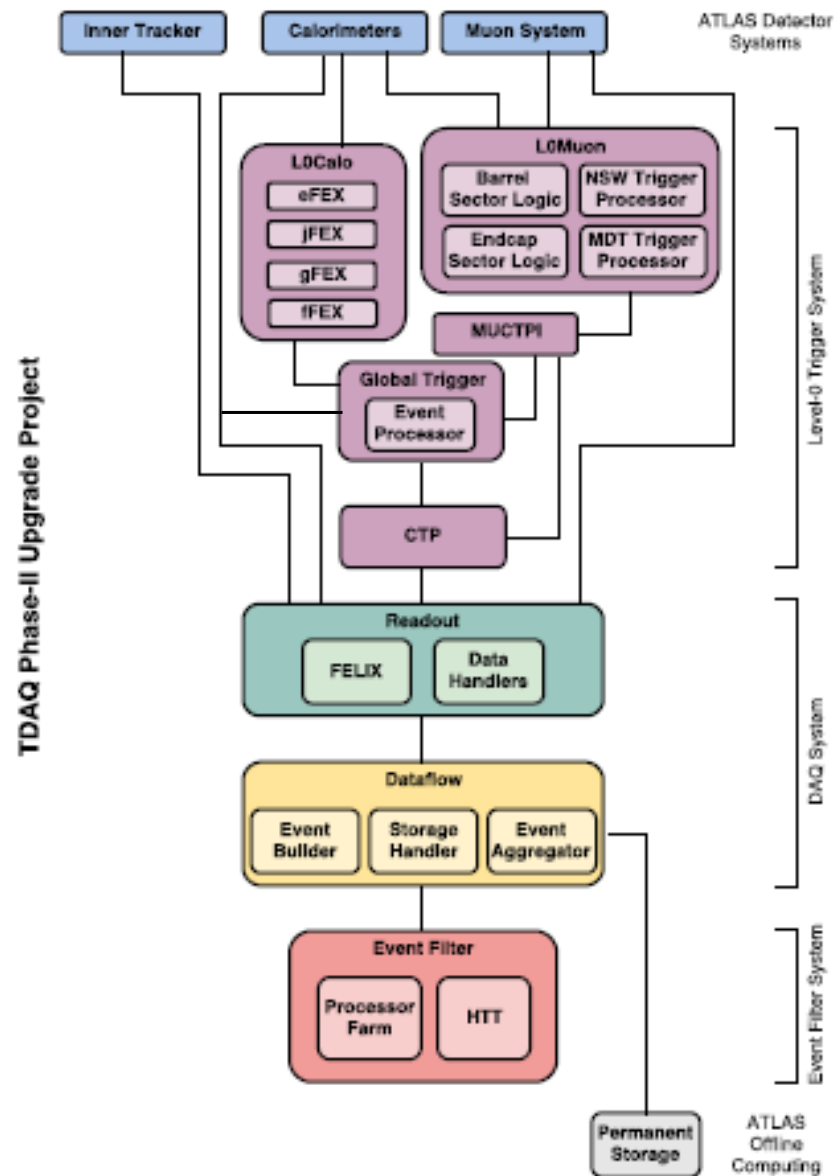 Inner Tracker
Calorimeters
Muon System
ATLAS Detector
Systems
L0Calo
eFEX
jFEX
gFEX
fFEX
L0Muon
Barrel
Sector Logic
NSW Trigger
Processor
Endcap
Sector Logic
MDT Trigger
Processor
MUCTPI
Global Trigger
Event
Processor
CTP
Level-0 Trigger System
TDAQ Phase-II Upgrade Project
Readout
FELIX
Data
Handlers
Dataflow
Event
Builder
Storage
Handler
Event
Aggregator
DAQ System
Event Filter
Processor
Farm
HTT
Event Filter System
Permanent
Storage
ATLAS
Offline
Computing